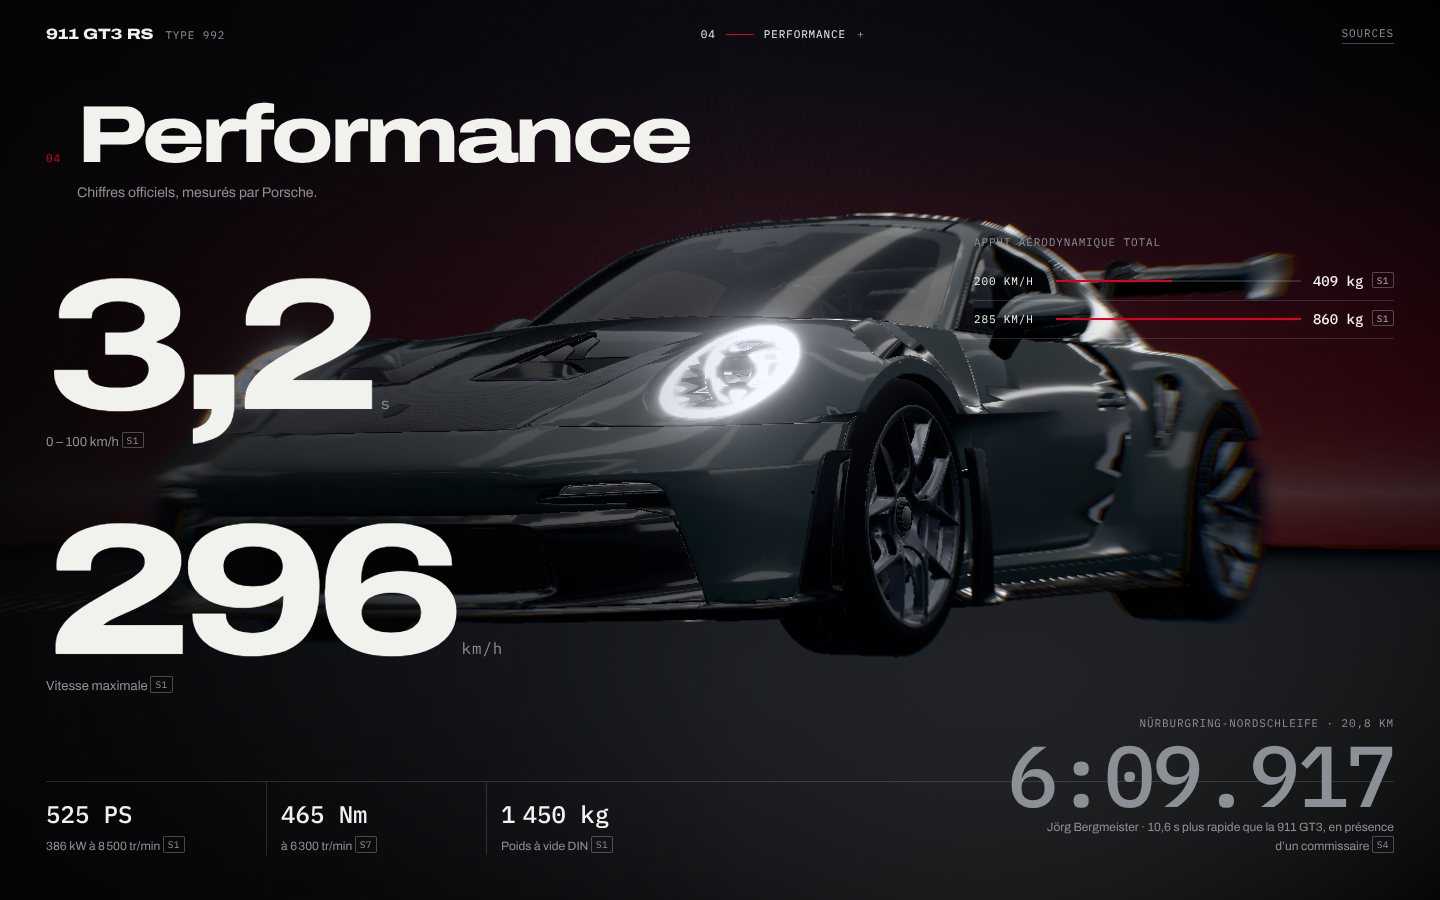 911 GT3 RS TYPE 992
04 PERFORMANCE +
SOURCES
04 Performance
Chiffres officiels, mesurés par Porsche.
APPUI AÉRODYNAMIQUE TOTAL
200 KM/H 409 kg S1
285 KM/H 860 kg S1
3,2 s
0 – 100 km/h S1
296 km/h
Vitesse maximale S1
NÜRBURGRING-NORDSCHLEIFE · 20,8 KM
6:09.917
Jörg Bergmeister · 10,6 s plus rapide que la 911 GT3, en présence
d’un commissaire S4
525 PS
386 kW à 8 500 tr/min S1
465 Nm
à 6 300 tr/min S7
1 450 kg
Poids à vide DIN S1